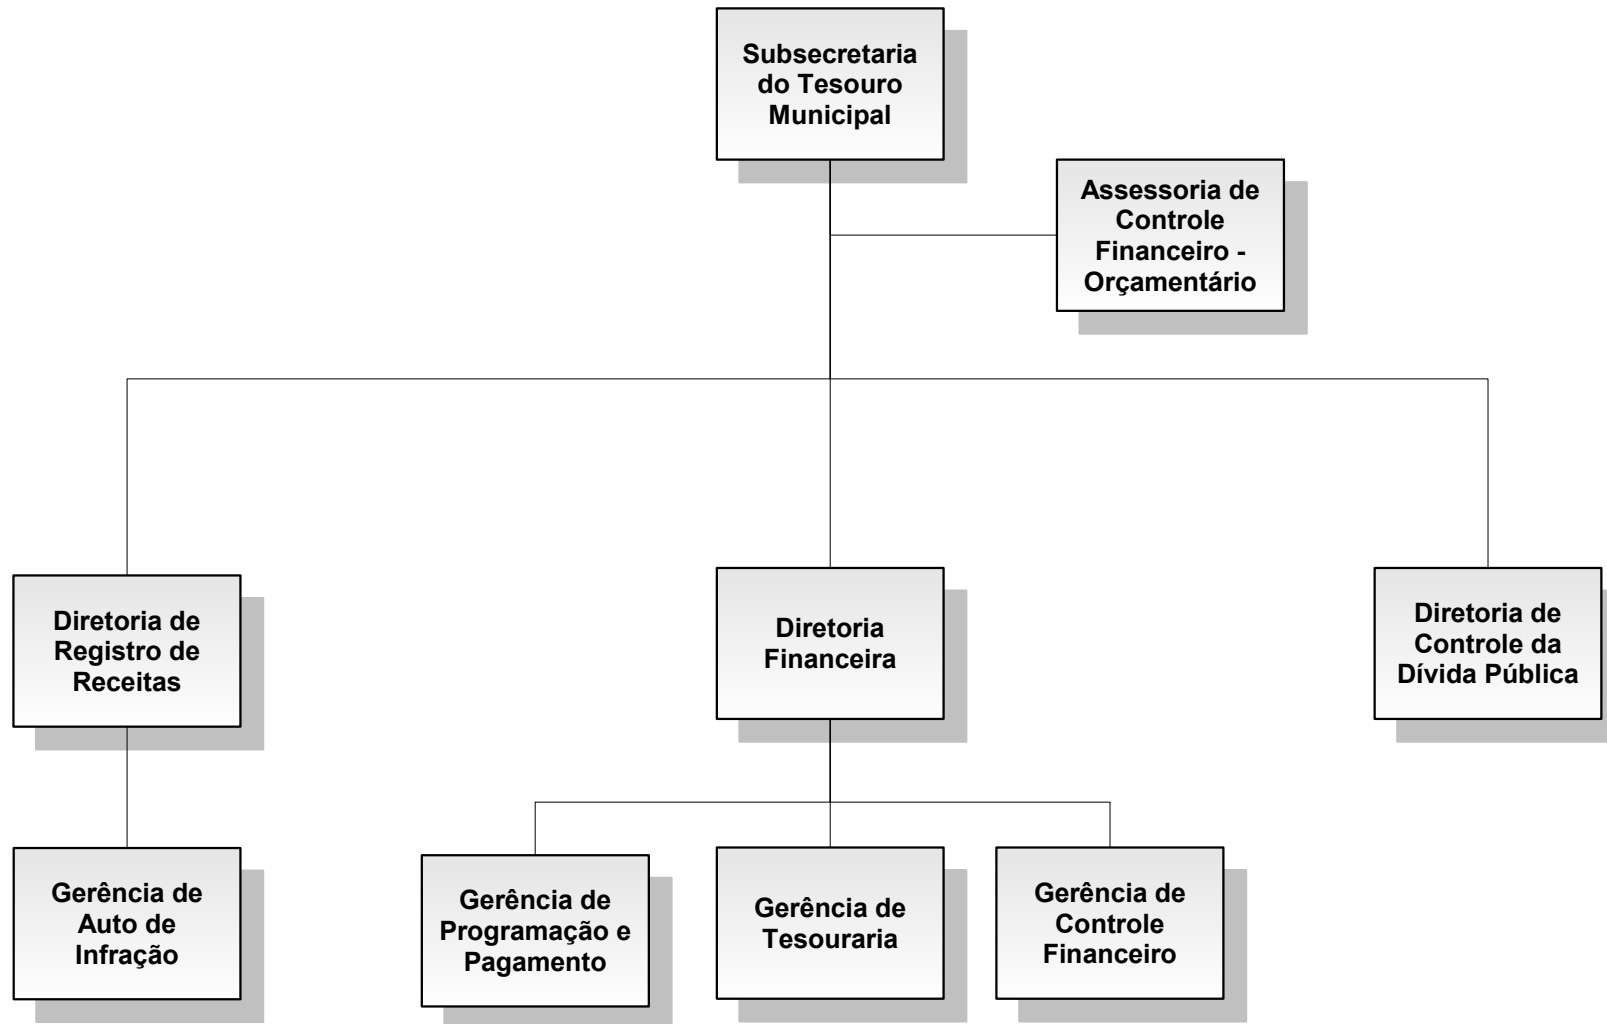 Subsecretaria
do Tesouro
Municipal
Assessoria de
Controle
Financeiro -
Orçamentário
Diretoria de
Registro de
Receitas
Diretoria
Financeira
Diretoria de
Controle da
Dívida Pública
Gerência de
Auto de
Infração
Gerência de
Programação e
Pagamento
Gerência de
Tesouraria
Gerência de
Controle
Financeiro